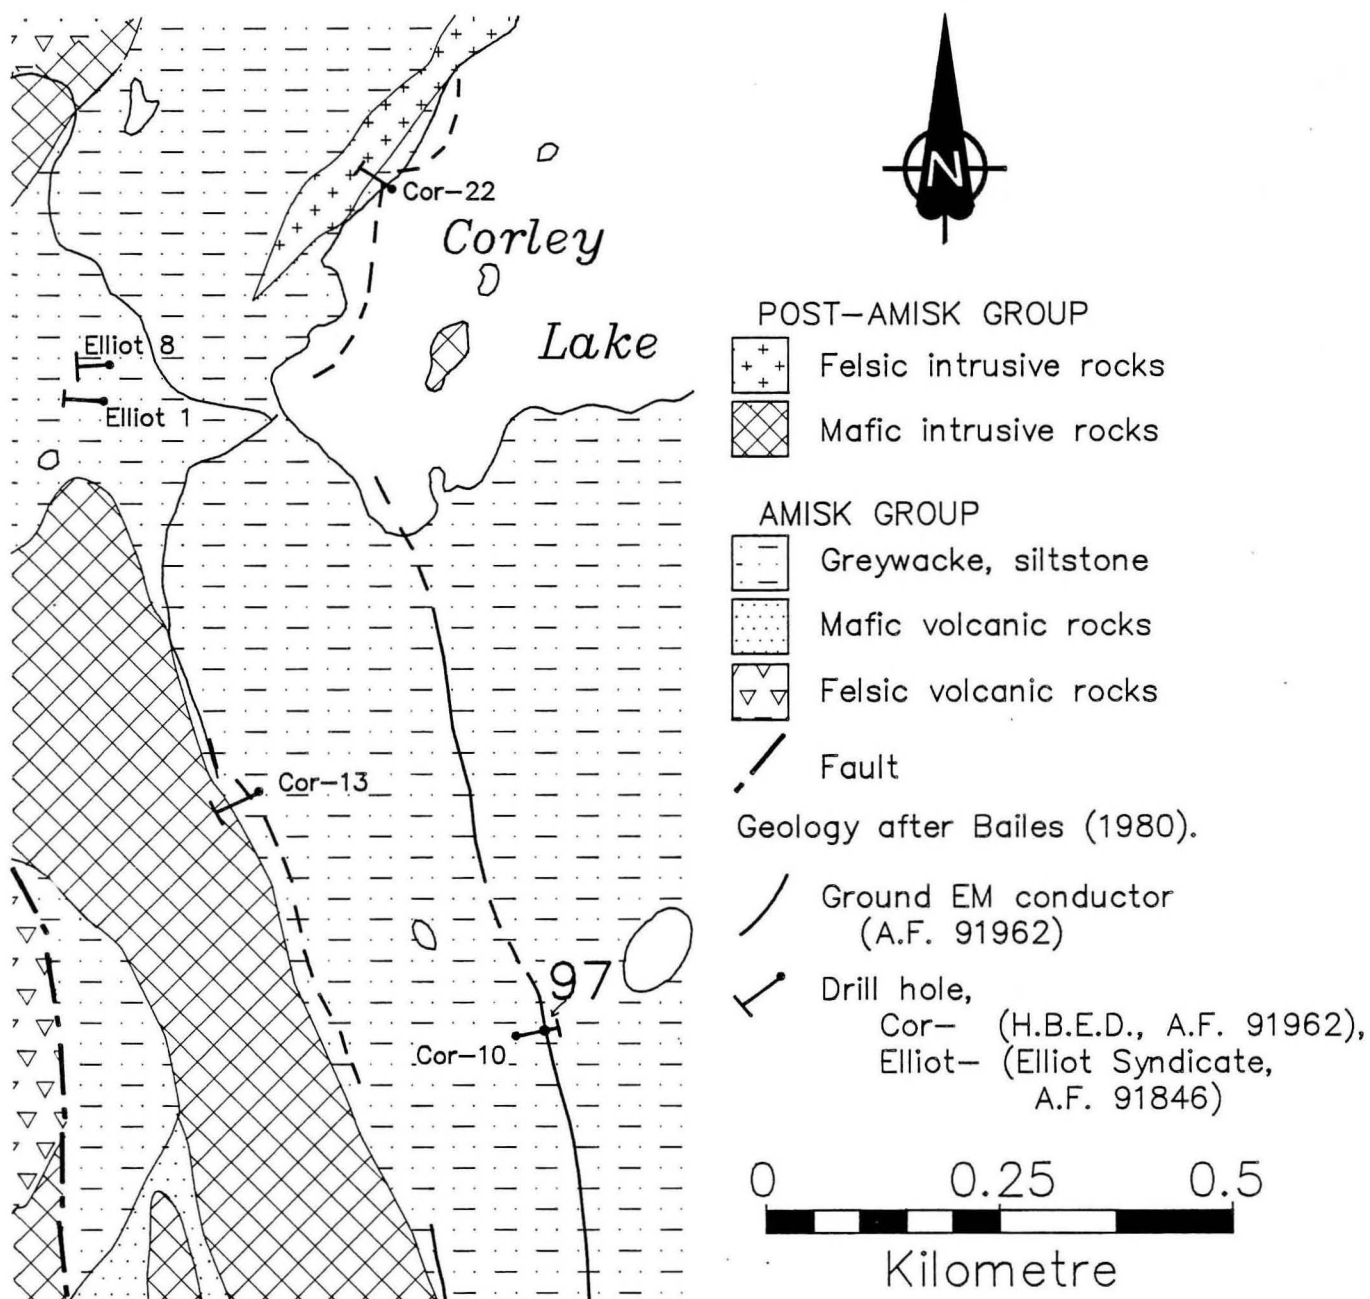 Cor-22
Corley
Lake
Elliot 8
Elliot 1
Cor-13
97
Cor-10
N
POST-AMISK GROUP
Felsic intrusive rocks
Mafic intrusive rocks
AMISK GROUP
Greywacke, siltstone
Mafic volcanic rocks
Felsic volcanic rocks
Fault
Geology after Bailes (1980).
Ground EM conductor
(A.F. 91962)
Drill hole,
Cor- (H.B.E.D., A.F. 91962),
Elliot- (Elliot Syndicate,
A.F. 91846)
0 0.25 0.5
Kilometre